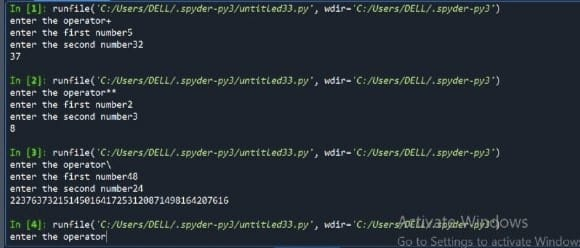 In [1]: runfile('C:/Users/DELL/.spyder-py3/untitled33.py', wdir='C:/Users/DELL/.spyder-py3')
enter the operator+
enter the first number5
enter the second number32
37
In [2]: runfile('C:/Users/DELL/.spyder-py3/untitled33.py', wdir='C:/Users/DELL/.spyder-py3')
enter the operator**
enter the first number2
enter the second number3
8
In [3]: runfile('C:/Users/DELL/.spyder-py3/untitled33.py', wdir='C:/Users/DELL/.spyder-py3')
enter the operator\
enter the first number48
enter the second number24
22376373215145016417253120871498164207616
In [4]: runfile('C:/Users/DELL/.spyder-py3/untitled33.py', wdir='C:/Users/DELL/.spyder-py3')
enter the operator
Activate Windows
Go to Settings to activate Window